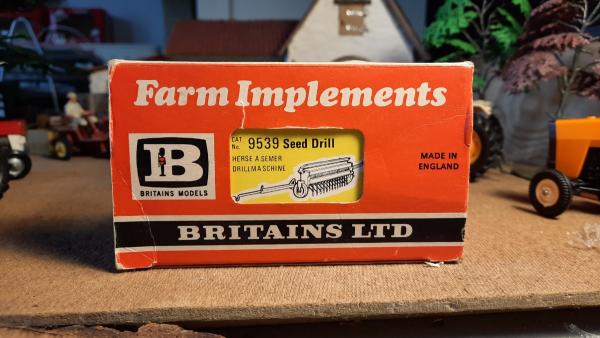 Farm Implements
CAT. No. 9539 Seed Drill
HERSE A SEMER
DRILLMASCHINE
B
BRITAINS MODELS
MADE IN
ENGLAND
BRITAINS LTD